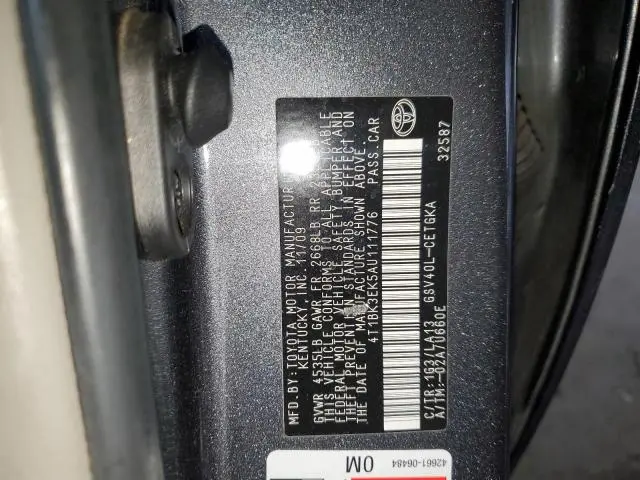 MFD. BY: TOYOTA MOTOR MANUFACTUR
KENTUCKY, INC. 11/09
GVWR 4535LB GAWR FR 2668LB RR
THIS VEHICLE CONFORMS TO ALL APPLICABLE
FEDERAL MOTOR VEHICLE SAFETY, BUMPER, AND
THEFT PREVENTION STANDARDS IN EFFECT ON
THE DATE OF MANUFACTURE SHOWN ABOVE.
4T1BK3EK5AU111776 PASS.CAR
C/TR:1G3/LA13 GSV40L-CETGKA
A/TM:-02A/U660E 32587
42661-06484
0M